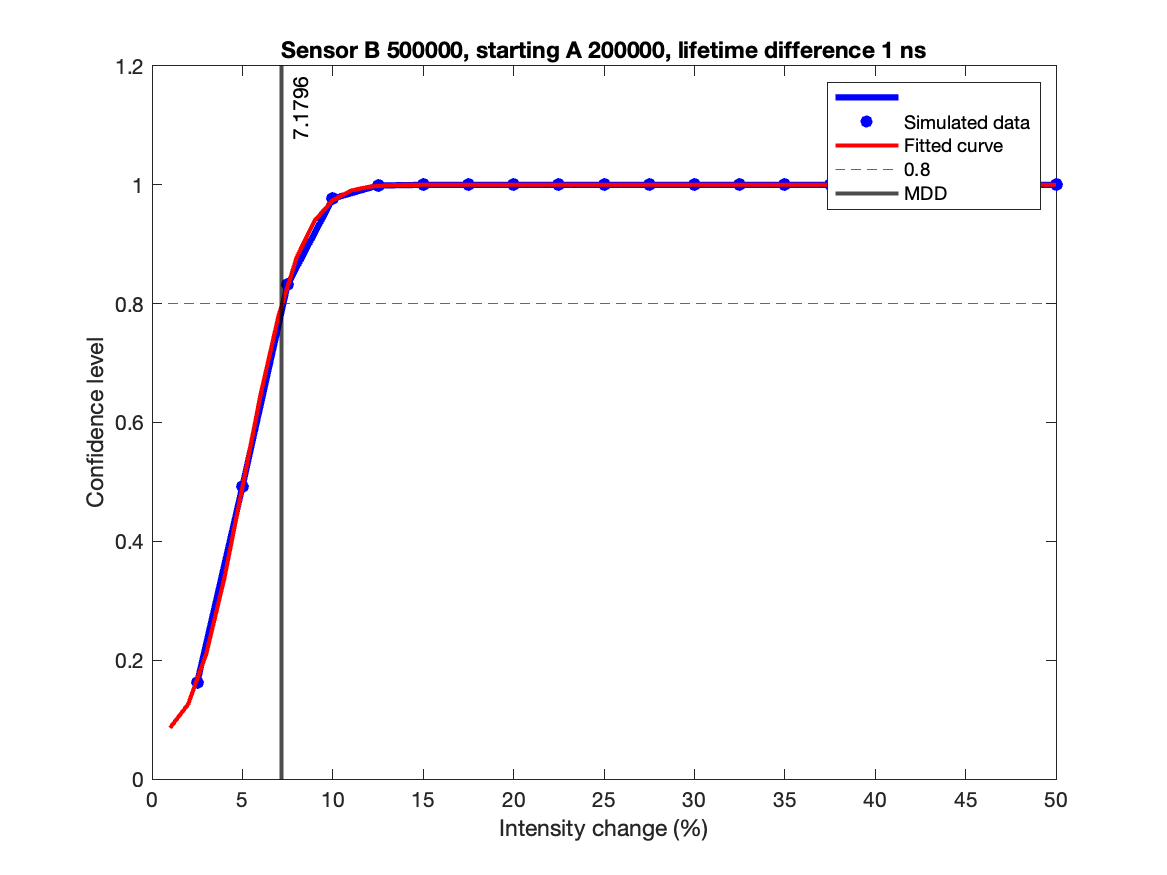 Sensor B 500000, starting A 200000, lifetime difference 1 ns
1.2
1
0.8
0.6
0.4
0.2
0
7.1796
Simulated data
Fitted curve
0.8
MDD
Confidence level
0 5 10 15 20 25 30 35 40 45 50
Intensity change (%)